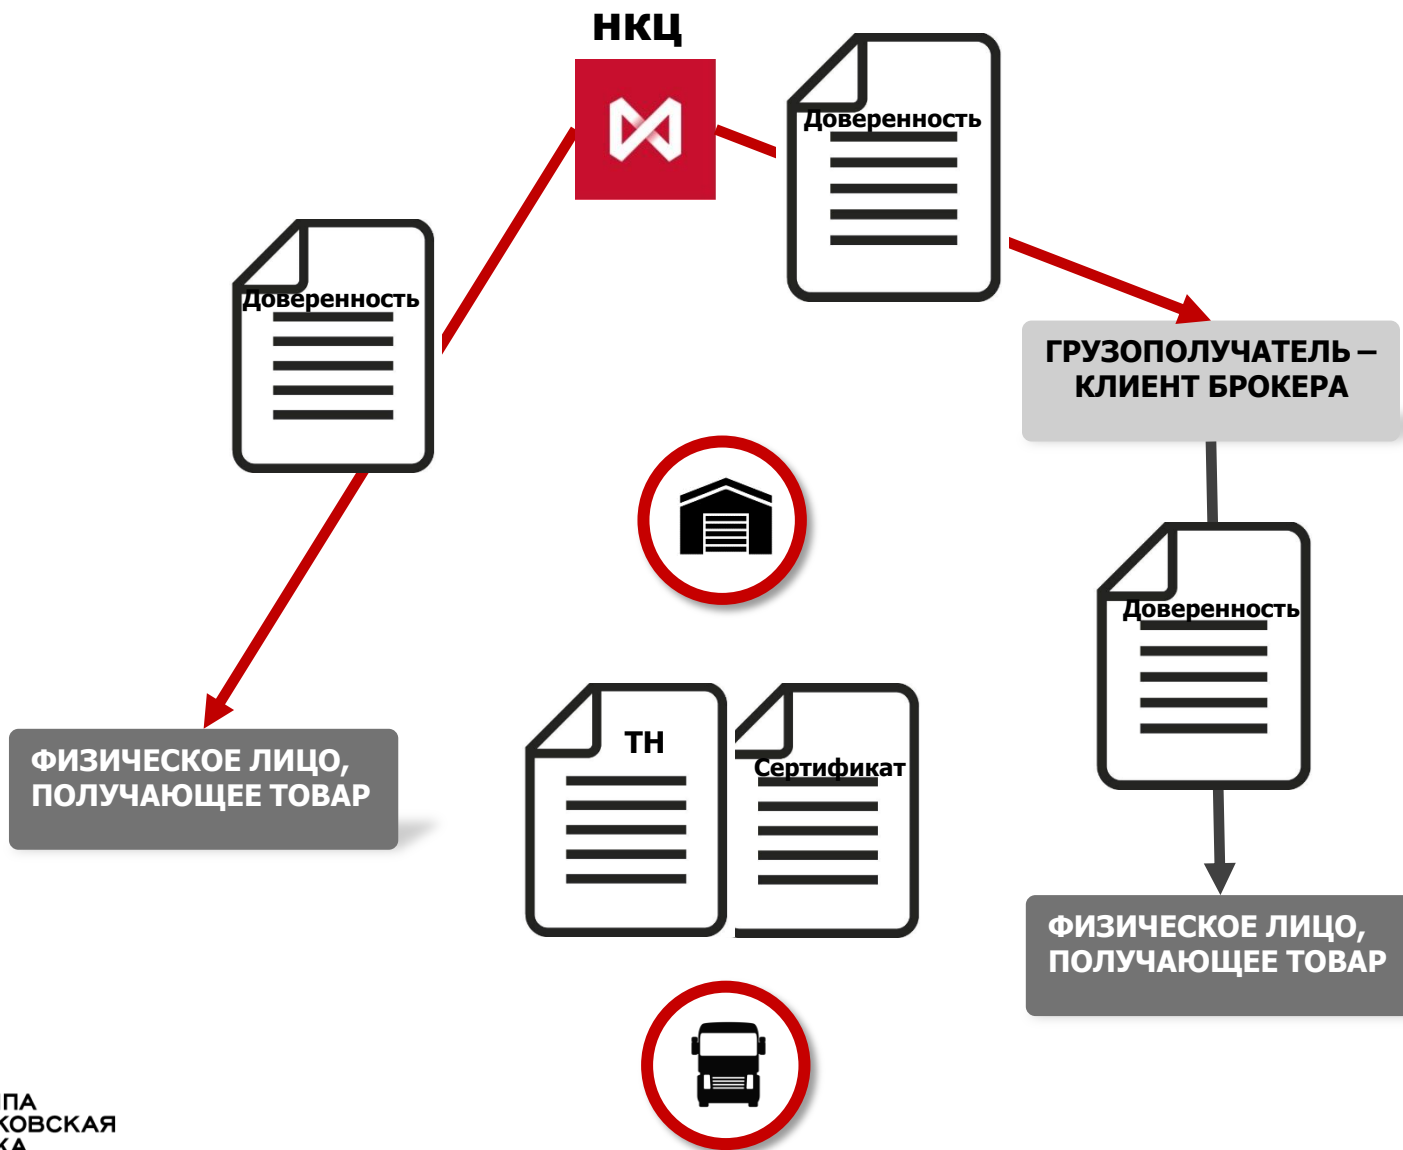 НКЦ
Доверенность
Доверенность
ГРУЗОПОЛУЧАТЕЛЬ –
КЛИЕНТ БРОКЕРА
Доверенность
ФИЗИЧЕСКОЕ ЛИЦО,
ПОЛУЧАЮЩЕЕ ТОВАР
ТН
Сертификат
ФИЗИЧЕСКОЕ ЛИЦО,
ПОЛУЧАЮЩЕЕ ТОВАР